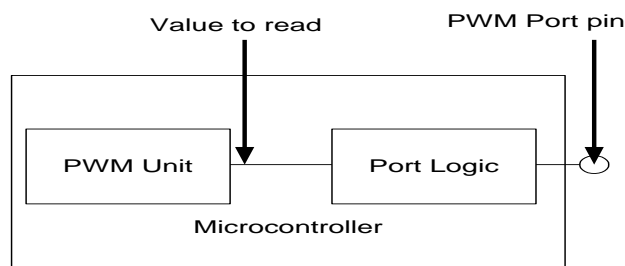 Value to read
PWM Port pin
PWM Unit
Port Logic
Microcontroller